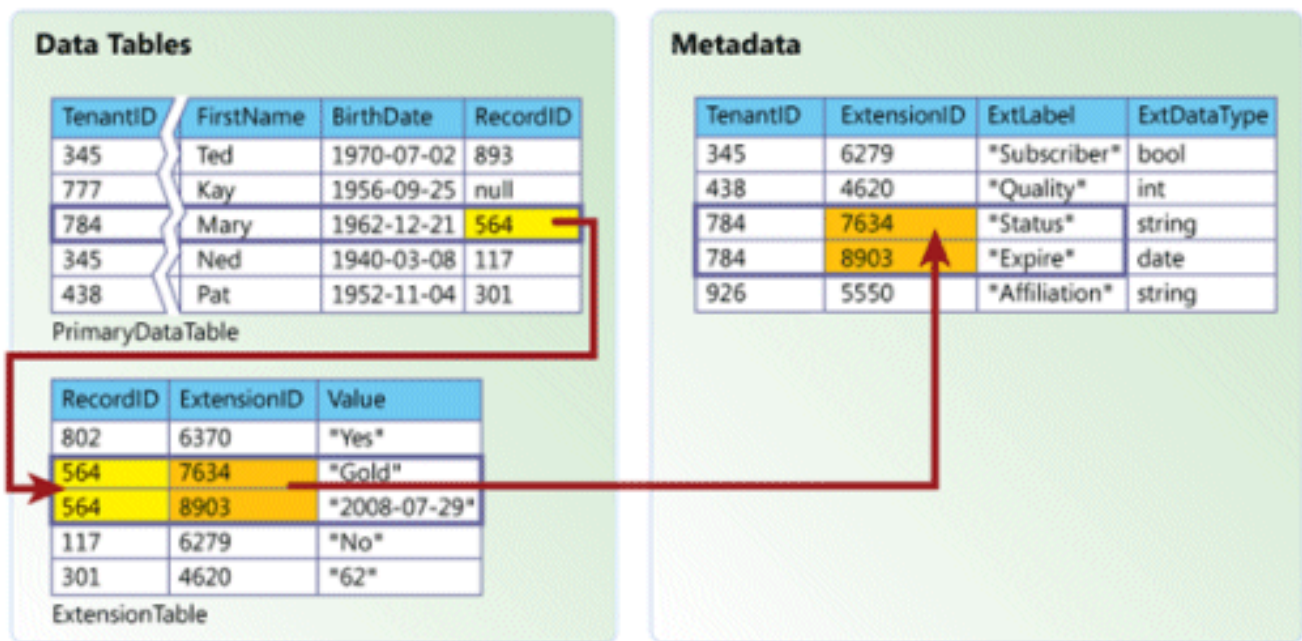 Data Tables
TenantID FirstName BirthDate RecordID
345 Ted 1970-07-02 893
777 Kay 1956-09-25 null
784 Mary 1962-12-21 564
345 Ned 1940-03-08 117
438 Pat 1952-11-04 301
PrimaryDataTable
RecordID ExtensionID Value
802 6370 "Yes"
564 7634 "Gold"
564 8903 "2008-07-29"
117 6279 "No"
301 4620 "62"
ExtensionTable
Metadata
TenantID ExtensionID ExtLabel ExtDataType
345 6279 "Subscriber" bool
438 4620 "Quality" int
784 7634 "Status" string
784 8903 "Expire" date
926 5550 "Affiliation" string